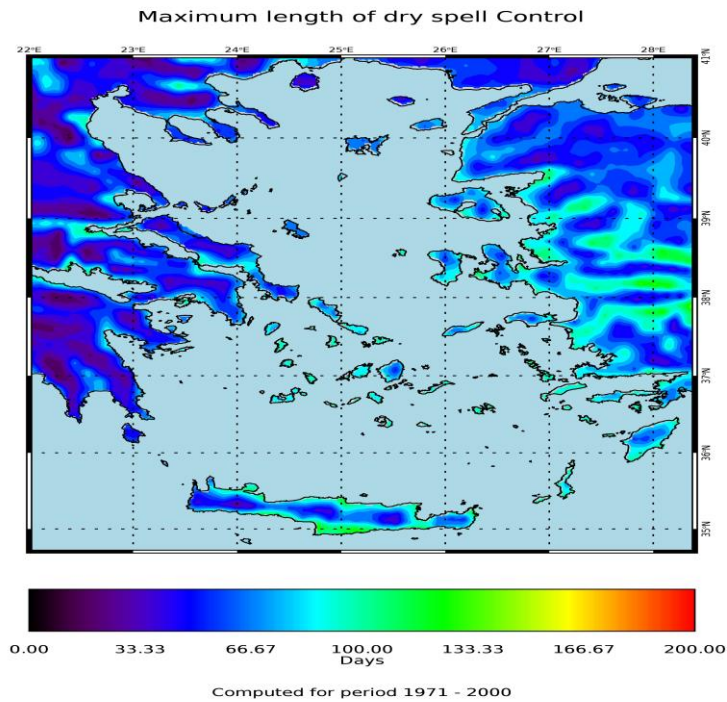 Maximum length of dry spell Control
22°E 23°E 24°E 25°E 26°E 27°E 28°E
41°N
40°N
39°N
38°N
37°N
36°N
35°N
0.00 33.33 66.67 100.00 133.33 166.67 200.00
Days
Computed for period 1971 - 2000